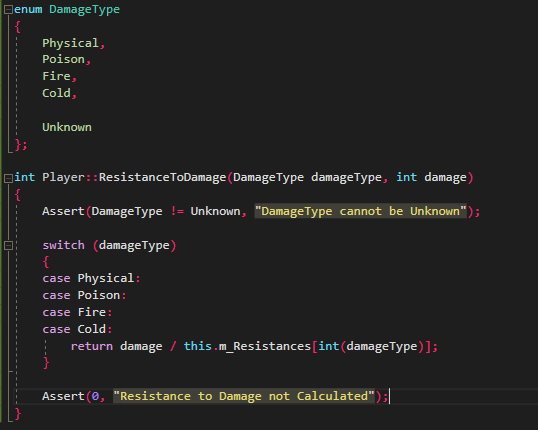 enum DamageType
{
Physical,
Poison,
Fire,
Cold,
Unknown
};
int Player::ResistanceToDamage(DamageType damageType, int damage)
{
Assert(DamageType != Unknown, "DamageType cannot be Unknown");
switch (damageType)
{
case Physical:
case Poison:
case Fire:
case Cold:
return damage / this.m_Resistances[int(damageType)];
}
Assert(0, "Resistance to Damage not Calculated");
}